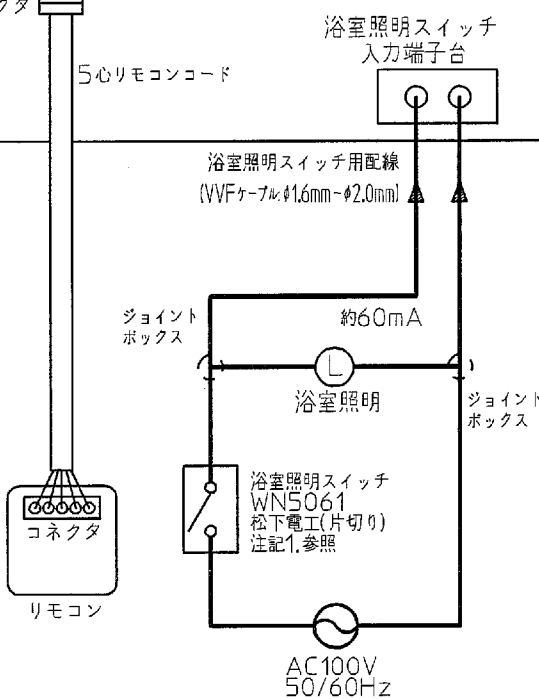 クタ
浴室照明スイッチ
入力端子台
5心リモコンコード
浴室照明スイッチ用配線
(VVFケーブル:φ1.6mm~φ2.0mm)
ジョイント
ボックス
約60mA
L
浴室照明
ジョイント
ボックス
浴室照明スイッチ
WN5061
松下電工(片切り)
注記1.参照
コネクタ
リモコン
AC100V
50/60Hz